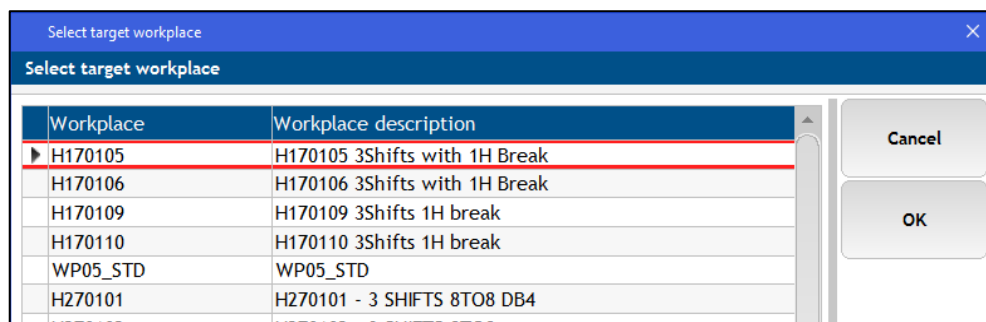 Select target workplace
Select target workplace
Workplace Workplace description
Cancel
H170105 H170105 3Shifts with 1H Break
H170106 H170106 3Shifts with 1H Break
H170109 H170109 3Shifts 1H break
OK
H170110 H170110 3Shifts 1H break
WP05_STD WP05_STD
H270101 H270101 - 3 SHIFTS 8TO8 DB4